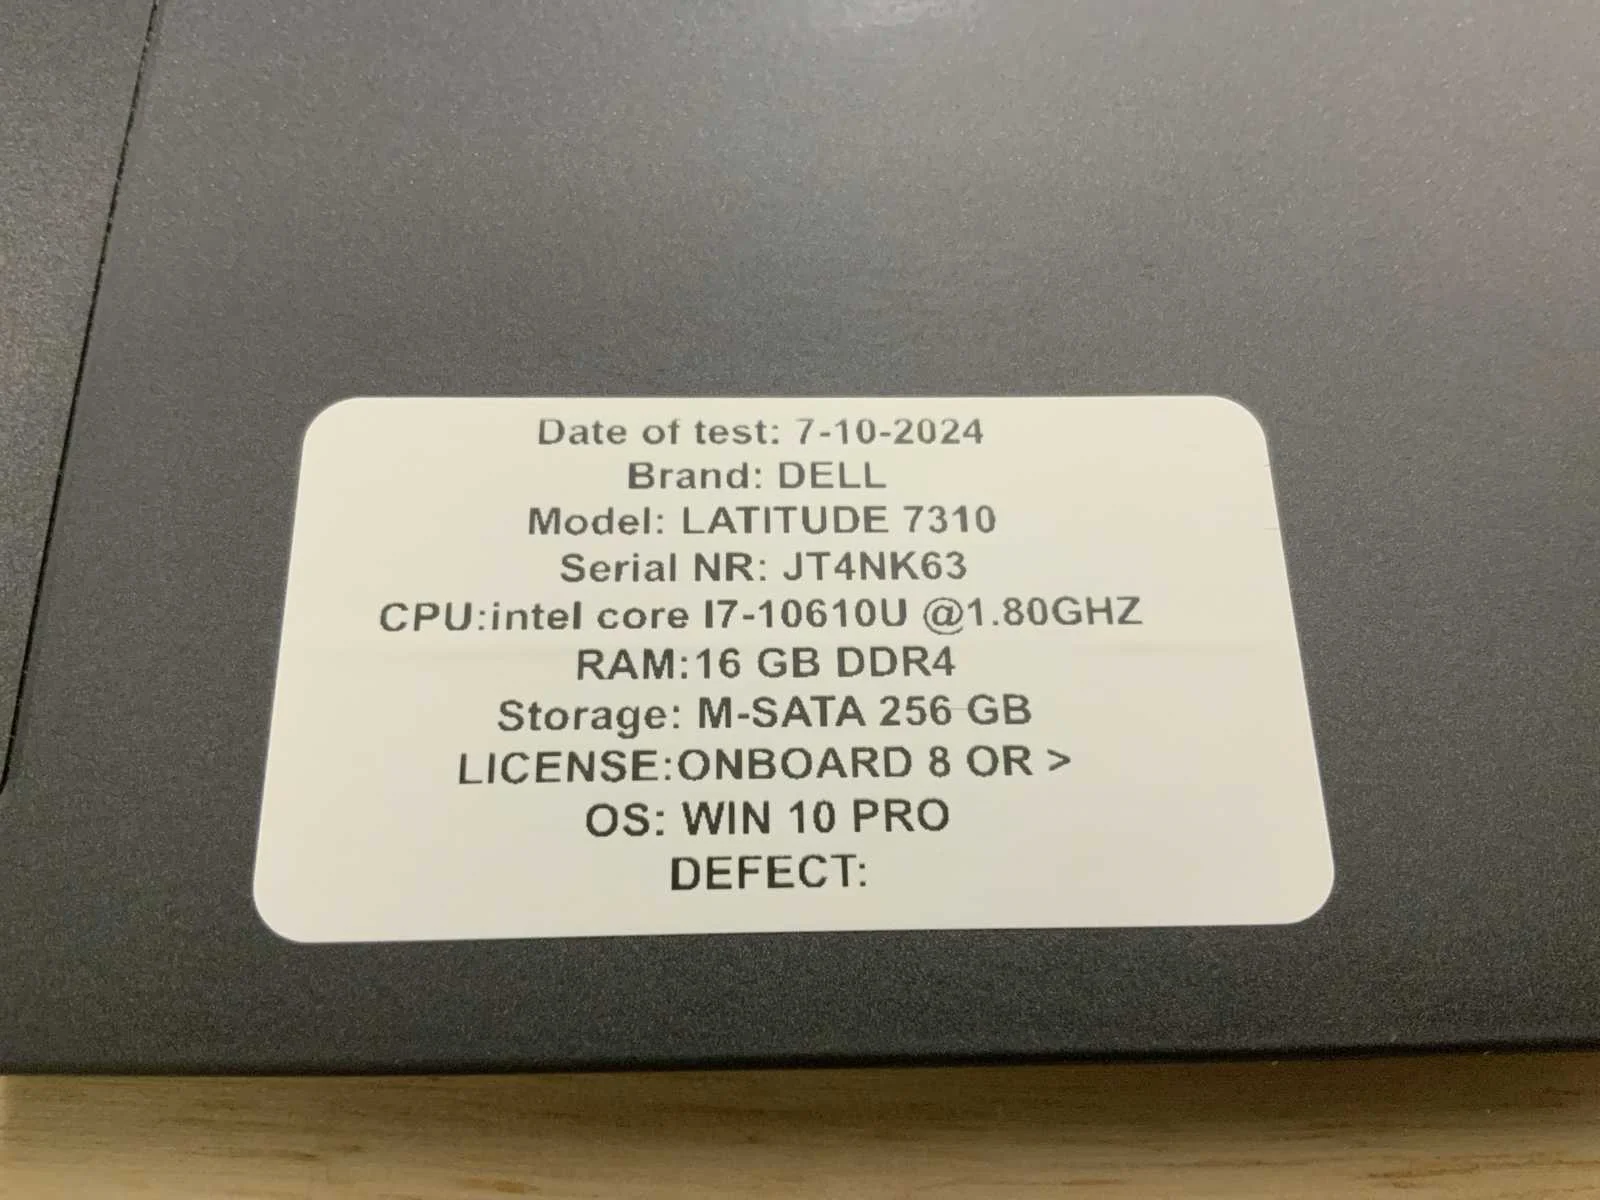 Date of test: 7-10-2024
Brand: DELL
Model: LATITUDE 7310
Serial NR: JT4NK63
CPU:intel core I7-10610U @1.80GHZ
RAM:16 GB DDR4
Storage: M-SATA 256 GB
LICENSE:ONBOARD 8 OR >
OS: WIN 10 PRO
DEFECT: